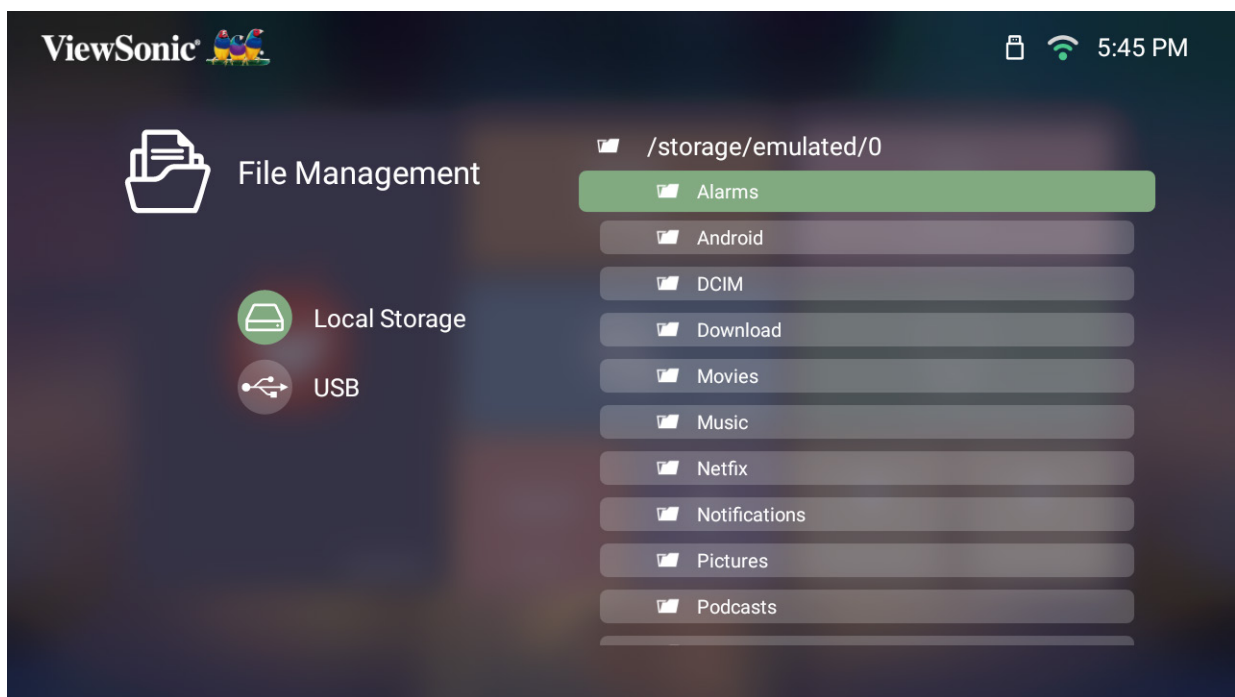 ViewSonic
5:45 PM
File Management
/storage/emulated/0
Alarms
Android
DCIM
Local Storage
Download
USB
Movies
Music
Netfix
Notifications
Pictures
Podcasts